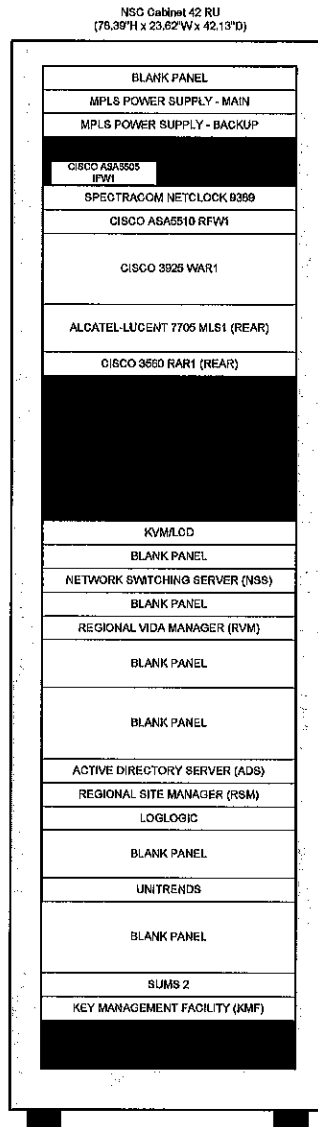 NSC Cabinet 42 RU
(76.39"H x 23.62"W x 42.13"D)
BLANK PANEL
MPLS POWER SUPPLY - MAIN
MPLS POWER SUPPLY - BACKUP
CISCO ASA5505
IFW1
SPECTRACOM NETCLOCK 9389
CISCO ASA5510 RFW1
CISCO 3925 WAR1
ALCATEL-LUCENT 7705 MLS1 (REAR)
CISCO 3560 RAR1 (REAR)
KVM/LCD
BLANK PANEL
NETWORK SWITCHING SERVER (NSS)
BLANK PANEL
REGIONAL VIDA MANAGER (RVM)
BLANK PANEL
BLANK PANEL
ACTIVE DIRECTORY SERVER (ADS)
REGIONAL SITE MANAGER (RSM)
LOGLOGIC
BLANK PANEL
UNITRENDS
BLANK PANEL
SUMS 2
KEY MANAGEMENT FACILITY (KMF)